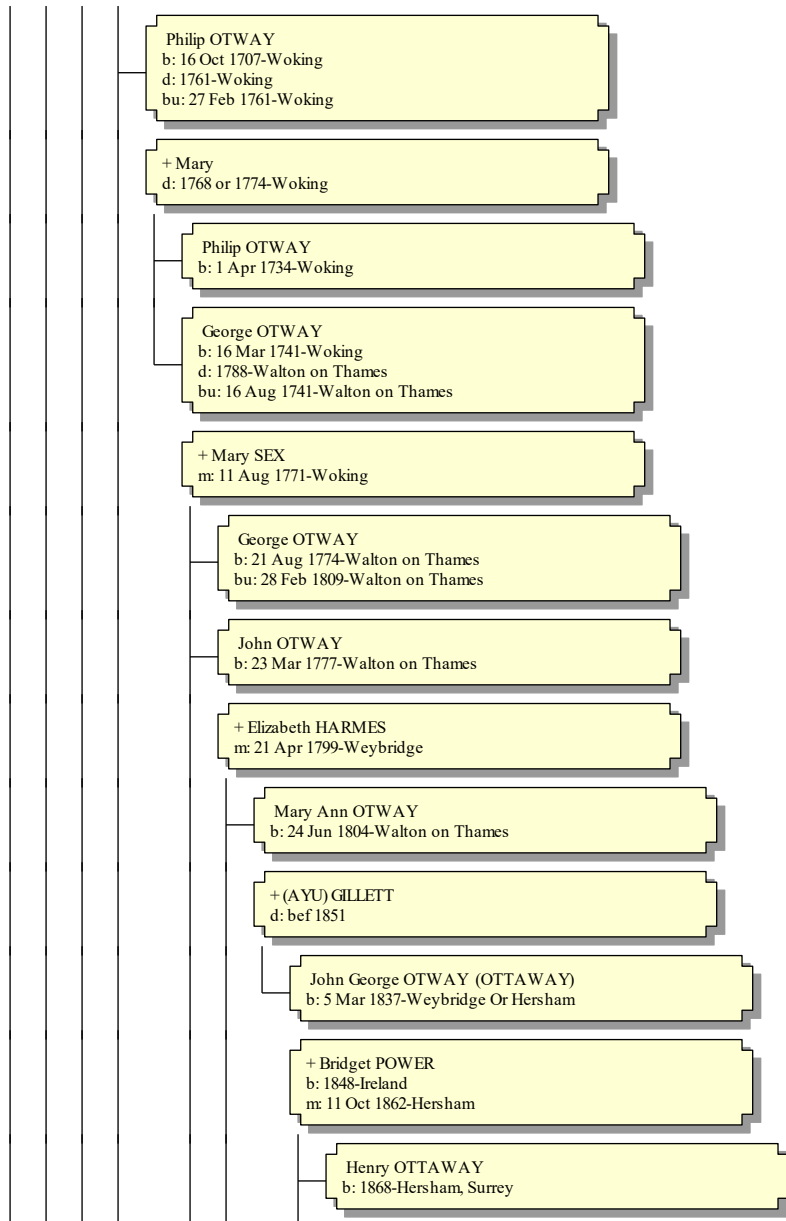 Philip OTWAY
b: 16 Oct 1707-Woking
d: 1761-Woking
bu: 27 Feb 1761-Woking
+ Mary
d: 1768 or 1774-Woking
Philip OTWAY
b: 1 Apr 1734-Woking
George OTWAY
b: 16 Mar 1741-Woking
d: 1788-Walton on Thames
bu: 16 Aug 1741-Walton on Thames
+ Mary SEX
m: 11 Aug 1771-Woking
George OTWAY
b: 21 Aug 1774-Walton on Thames
bu: 28 Feb 1809-Walton on Thames
John OTWAY
b: 23 Mar 1777-Walton on Thames
+ Elizabeth HARMES
m: 21 Apr 1799-Weybridge
Mary Ann OTWAY
b: 24 Jun 1804-Walton on Thames
+ (AYU) GILLETT
d: bef 1851
John George OTWAY (OTTAWAY)
b: 5 Mar 1837-Weybridge Or Hersham
+ Bridget POWER
b: 1848-Ireland
m: 11 Oct 1862-Hersham
Henry OTTAWAY
b: 1868-Hersham, Surrey